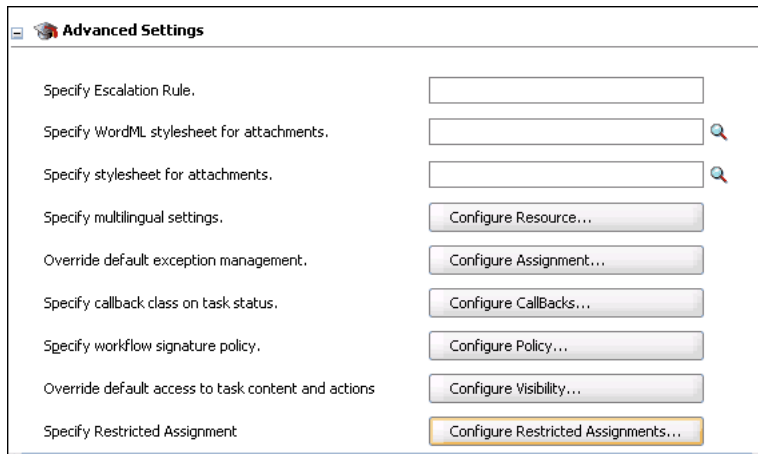 Advanced Settings
Specify Escalation Rule.
Specify WordML stylesheet for attachments.
Specify stylesheet for attachments.
Specify multilingual settings. Configure Resource...
Override default exception management. Configure Assignment...
Specify callback class on task status. Configure CallBacks...
Specify workflow signature policy. Configure Policy...
Override default access to task content and actions Configure Visibility...
Specify Restricted Assignment Configure Restricted Assignments...